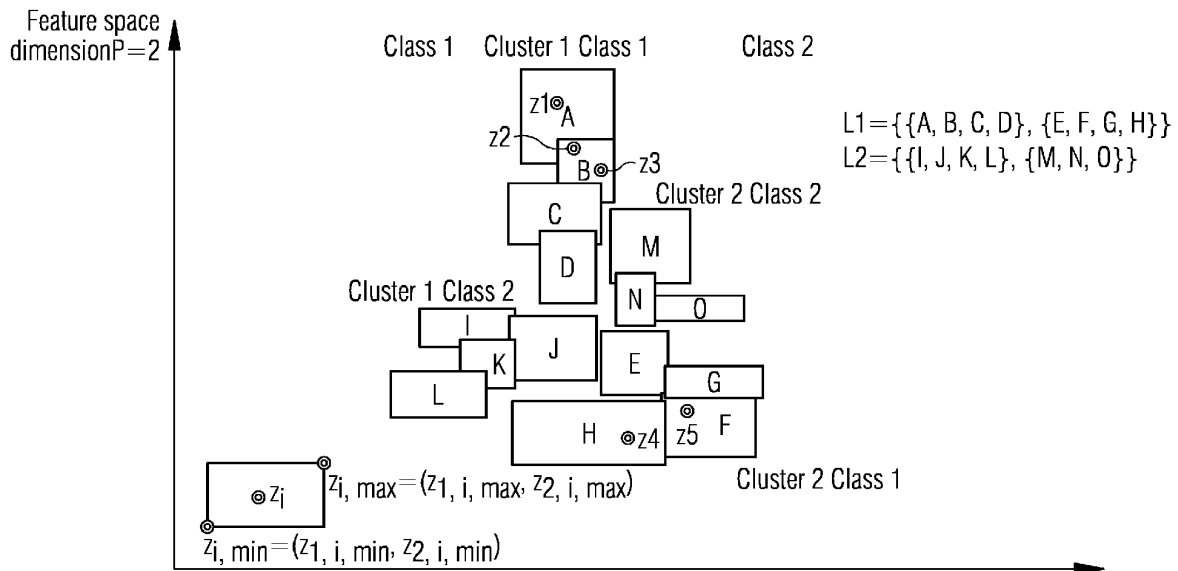 Feature space
dimensionP=2
Class 1
Cluster 1 Class 1
Class 2
z1
A
z2
B
z3
L1={{A, B, C, D}, {E, F, G, H}}
L2={{I, J, K, L}, {M, N, O}}
Cluster 2 Class 2
C
M
D
Cluster 1 Class 2
N
O
I
J
K
E
L
G
H
z4
z5
F
Cluster 2 Class 1
zi
zi, max=(z1, i, max, z2, i, max)
zi, min=(z1, i, min, z2, i, min)